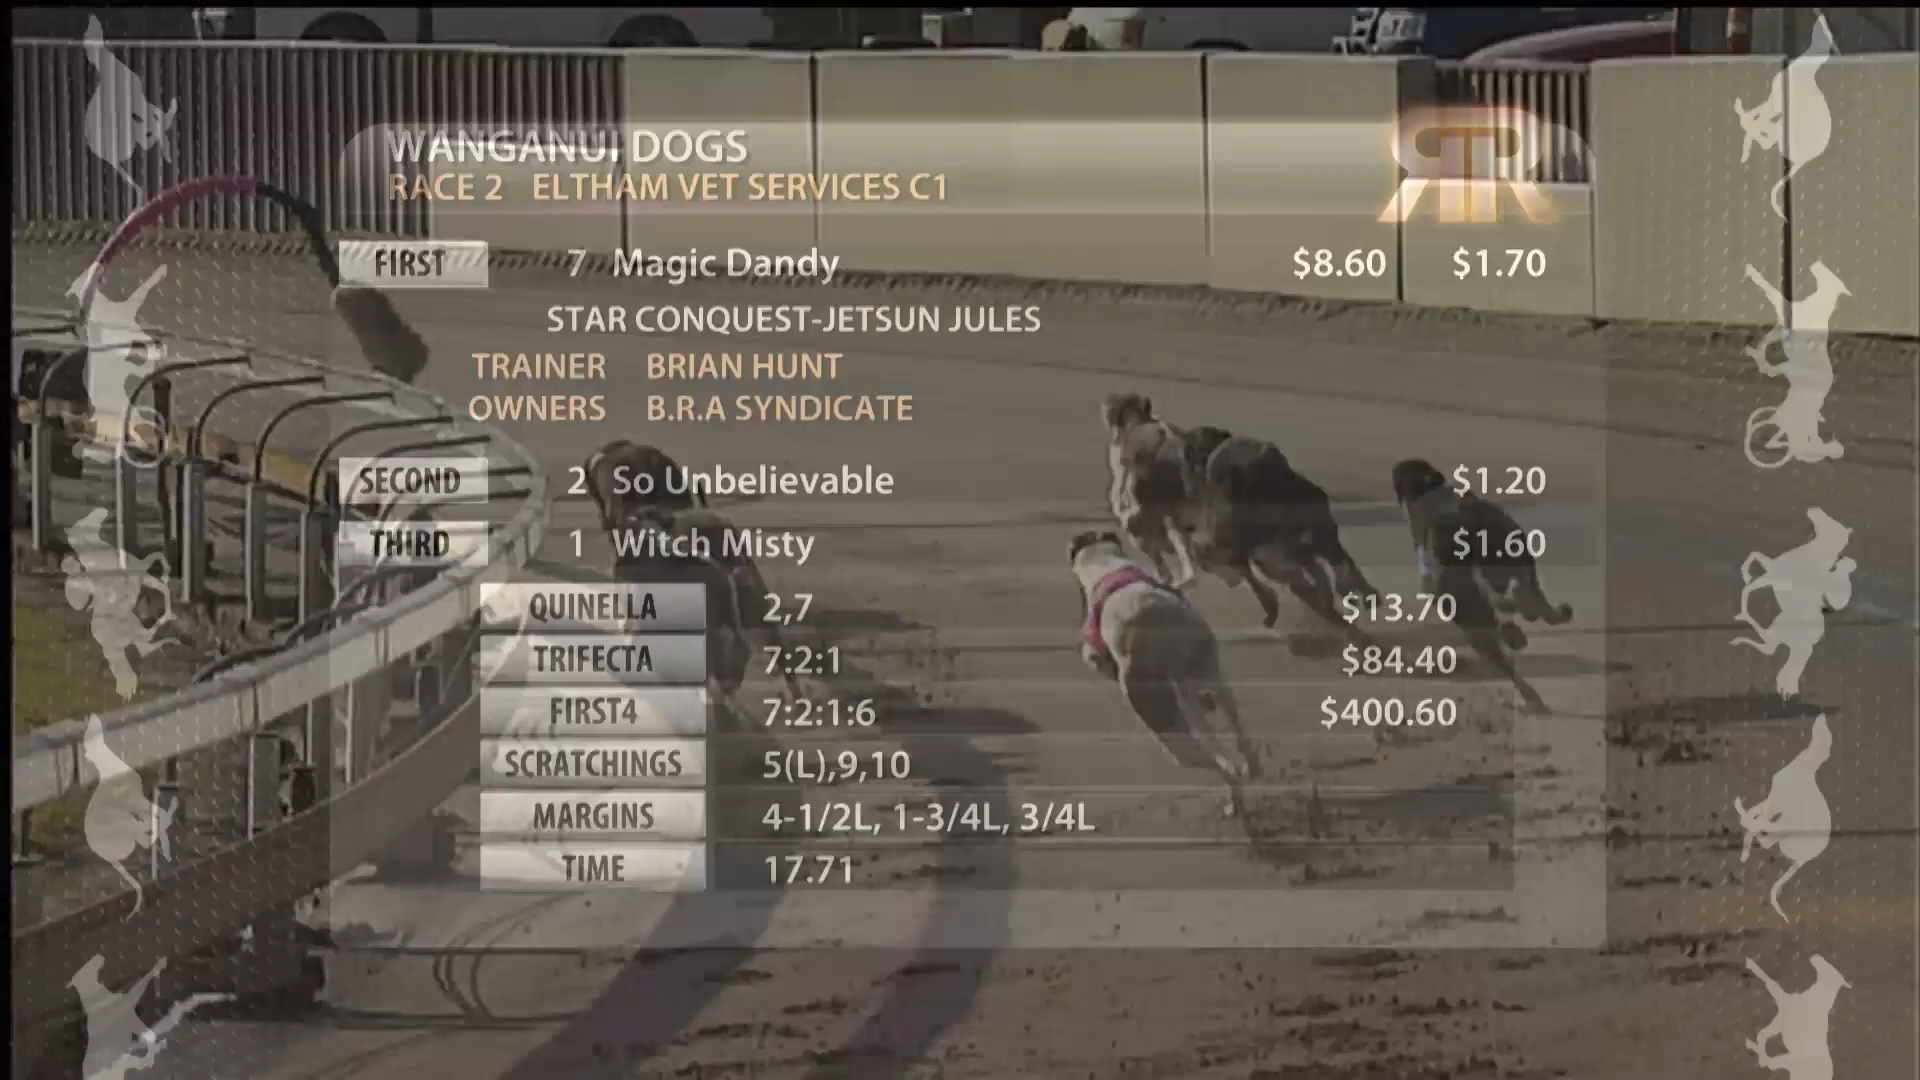 WANGANUI DOGS
RACE 2 ELTHAM VET SERVICES C1
FIRST 7 Magic Dandy $8.60 $1.70
STAR CONQUEST-JETSUN JULES
TRAINER BRIAN HUNT
OWNERS B.R.A SYNDICATE
SECOND 2 So Unbelievable $1.20
THIRD 1 Witch Misty $1.60
QUINELLA 2,7 $13.70
TRIFECTA 7:2:1 $84.40
FIRST4 7:2:1:6 $400.60
SCRATCHINGS 5(L),9,10
MARGINS 4-1/2L, 1-3/4L, 3/4L
TIME 17.71